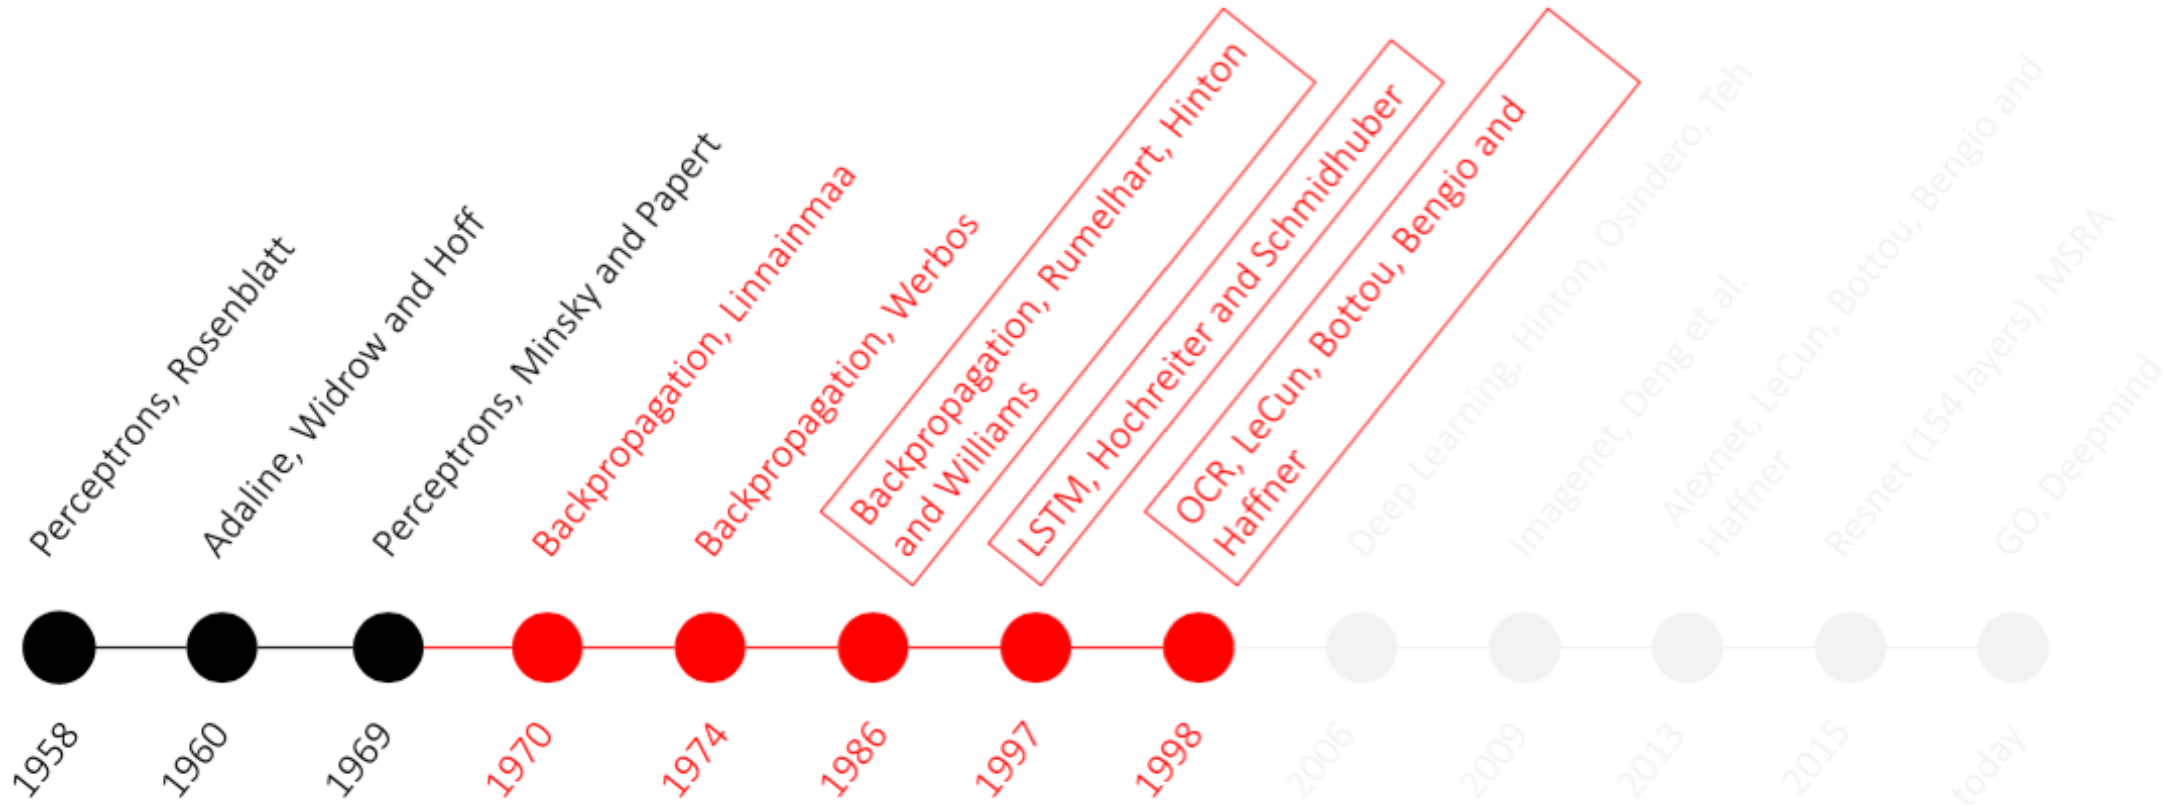 Perceptrons, Rosenblatt
Adaline, Widrow and Hoff
Perceptrons, Minsky and Papert
Backpropagation, Linnainmaa
Backpropagation, Werbos
Backpropagation, Rumelhart, Hinton
and Williams
LSTM, Hochreiter and Schmidhuber
OCR, LeCun, Bottou, Bengio and
Haffner
Deep Learning, Hinton, Osindero, Teh
Imagenet, Deng et al.
Alexnet, LeCun, Bottou, Bengio and
Haffner
Resnet (154 layers), MSRA
GO, Deepmind
1958
1960
1969
1970
1974
1986
1997
1998
2006
2009
2013
2015
today